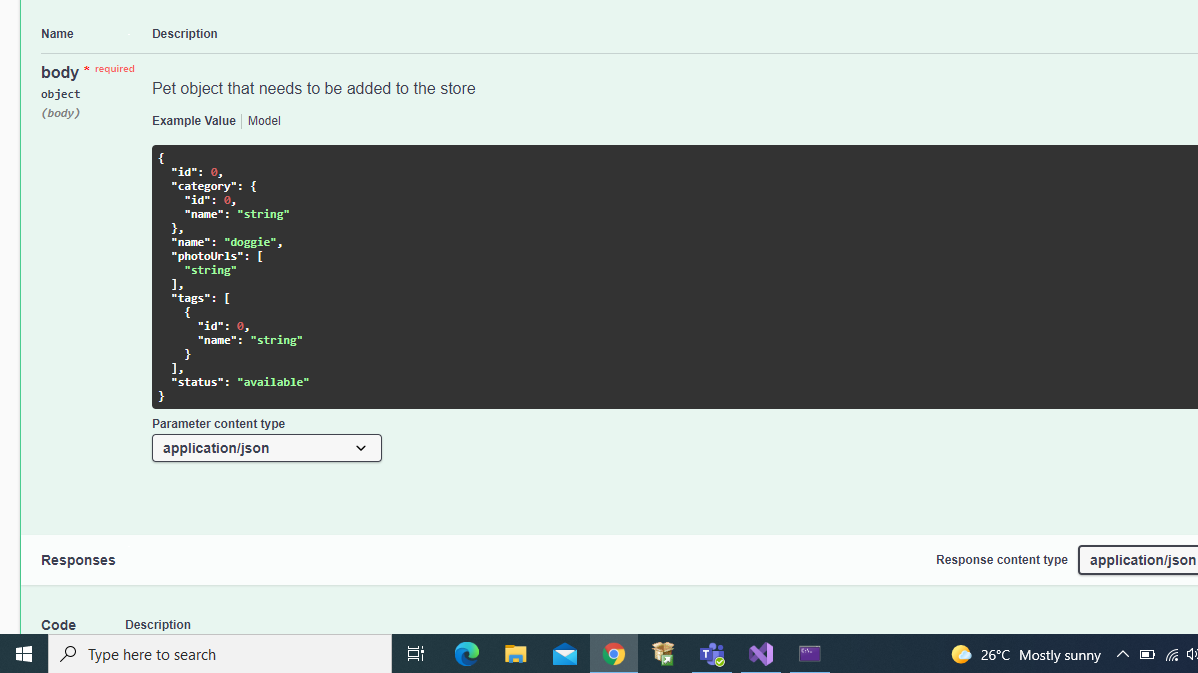 Name Description
body * required
object
(body)
Pet object that needs to be added to the store
Example Value Model
{
  "id": 0,
  "category": {
    "id": 0,
    "name": "string"
  },
  "name": "doggie",
  "photoUrls": [
    "string"
  ],
  "tags": [
    {
      "id": 0,
      "name": "string"
    }
  ],
  "status": "available"
}
Parameter content type
application/json
Responses Response content type application/json
Code Description
Type here to search 26°C Mostly sunny